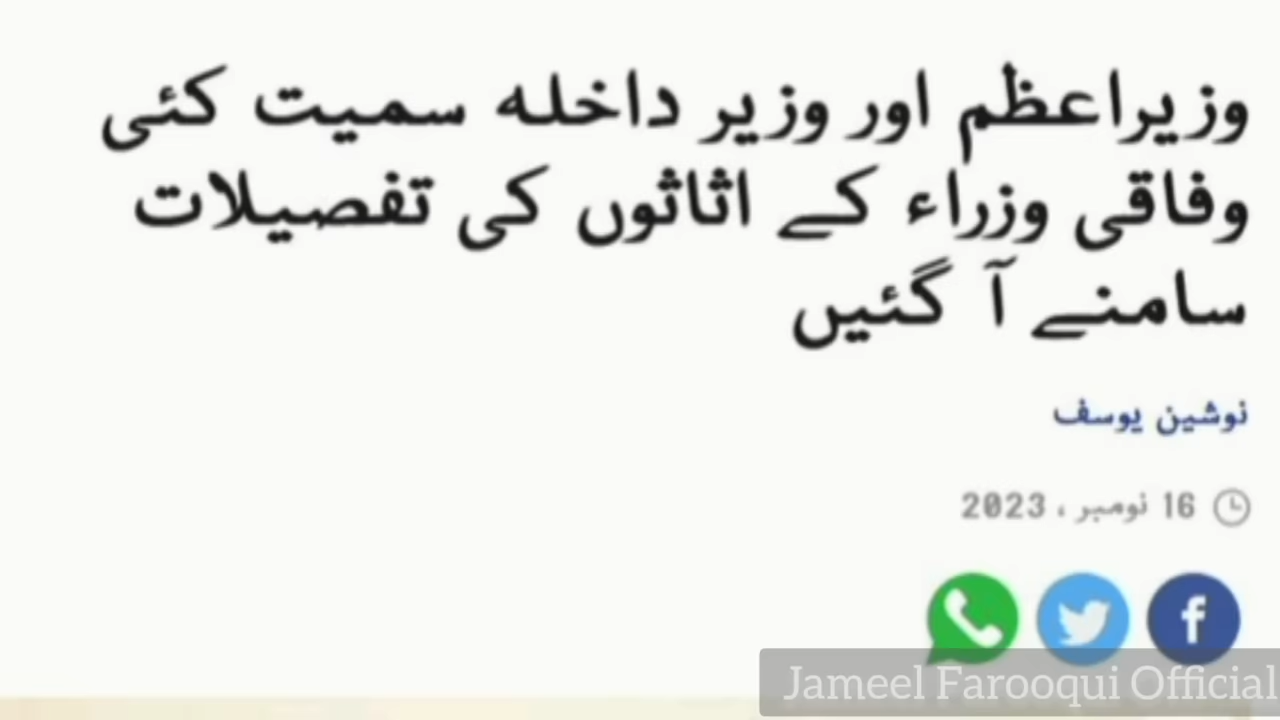 وزیراعظم اور وزیر داخلہ سمیت کئی
وفاقی وزراء کے اثاثوں کی تفصیلات
سامنے آ گئیں
نوشین یوسف
16 نومبر ، 2023
f
Jameel Farooqui Official